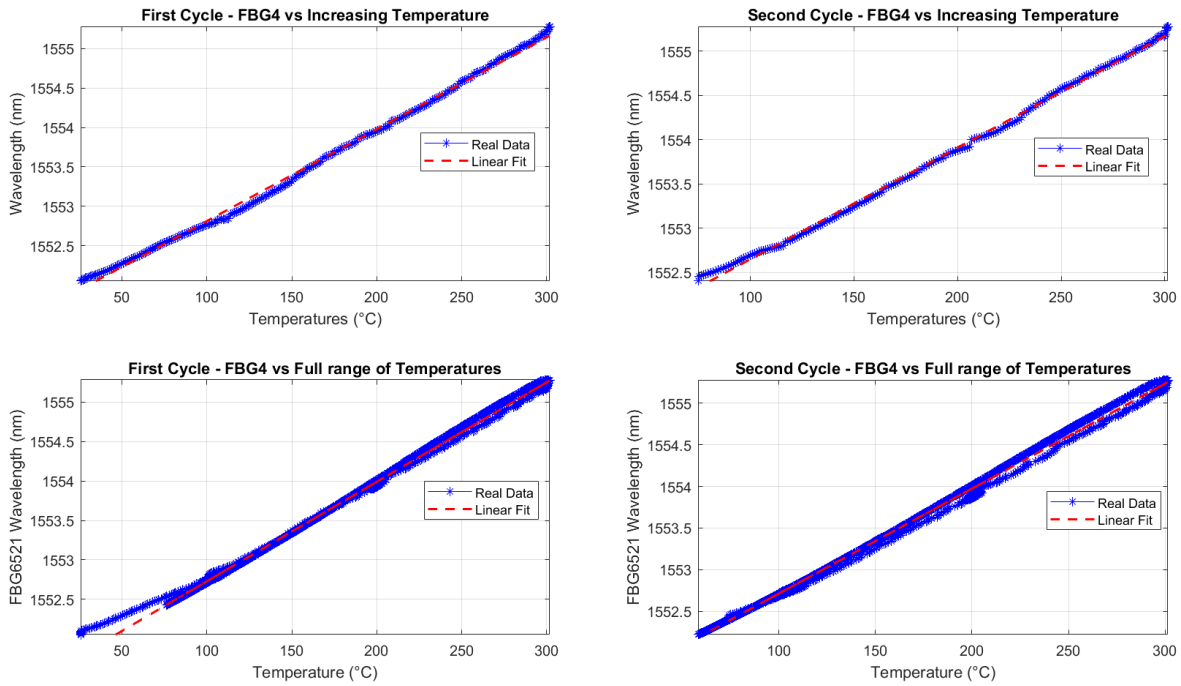 First Cycle - FBG4 vs Increasing Temperature
Wavelength (nm)
1555
1554.5
1554
1553.5
1553
1552.5
Real Data
Linear Fit
50
100
150
200
250
300
Temperatures (°C)
Second Cycle - FBG4 vs Increasing Temperature
Wavelength (nm)
1555
1554.5
1554
1553.5
1553
1552.5
Real Data
Linear Fit
100
150
200
250
300
Temperatures (°C)
First Cycle - FBG4 vs Full range of Temperatures
FBG6521 Wavelength (nm)
1555
1554.5
1554
1553.5
1553
1552.5
Real Data
Linear Fit
50
100
150
200
250
300
Temperature (°C)
Second Cycle - FBG4 vs Full range of Temperatures
FBG6521 Wavelength (nm)
1555
1554.5
1554
1553.5
1553
1552.5
Real Data
Linear Fit
100
150
200
250
300
Temperature (°C)